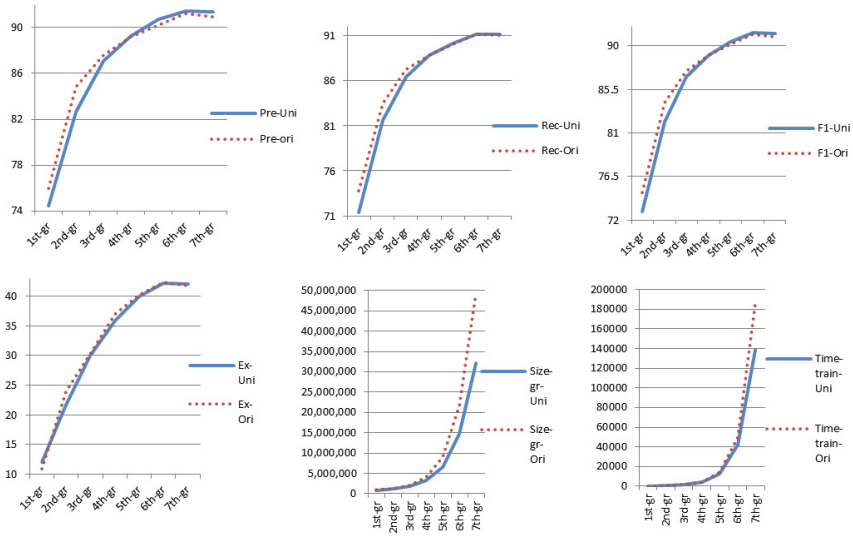 90
86
82
78
74
1st-gr
2nd-gr
3rd-gr
4th-gr
5th-gr
6th-gr
7th-gr
Pre-Uni
Pre-ori
91
86
81
76
71
1st-gr
2nd-gr
3rd-gr
4th-gr
5th-gr
6th-gr
7th-gr
Rec-Uni
Rec-Ori
90
85.5
81
76.5
72
1st-gr
2nd-gr
3rd-gr
4th-gr
5th-gr
6th-gr
7th-gr
F1-Uni
F1-Ori
40
30
20
10
1st-gr
2nd-gr
3rd-gr
4th-gr
5th-gr
6th-gr
7th-gr
Ex-
Uni
Ex-
Ori
50,000,000
45,000,000
40,000,000
35,000,000
30,000,000
25,000,000
20,000,000
15,000,000
10,000,000
5,000,000
0
1st-gr
2nd-gr
3rd-gr
4th-gr
5th-gr
6th-gr
7th-gr
Size-
gr-Uni
Size-
gr-Ori
200000
180000
160000
140000
120000
100000
80000
60000
40000
20000
0
1st-gr
2nd-gr
3rd-gr
4th-gr
5th-gr
6th-gr
7th-gr
Time-
train-
Uni
Time-
train-
Ori